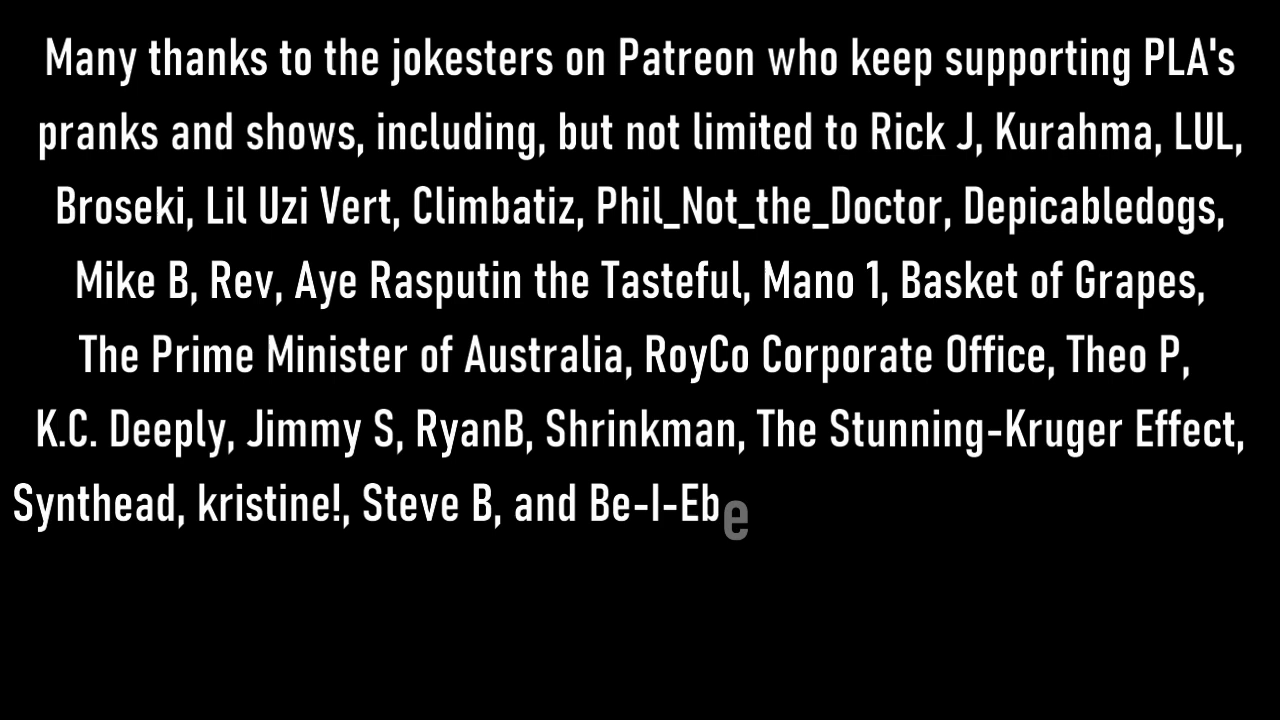 Many thanks to the jokesters on Patreon who keep supporting PLA's
pranks and shows, including, but not limited to Rick J, Kurahma, LUL,
Broseki, Lil Uzi Vert, Climbatiz, Phil_Not_the_Doctor, Depicabledogs,
Mike B, Rev, Aye Rasputin the Tasteful, Mano 1, Basket of Grapes,
The Prime Minister of Australia, RoyCo Corporate Office, Theo P,
K.C. Deeply, Jimmy S, RyanB, Shrinkman, The Stunning-Kruger Effect,
Synthead, kristine!, Steve B, and Be-I-Ebe